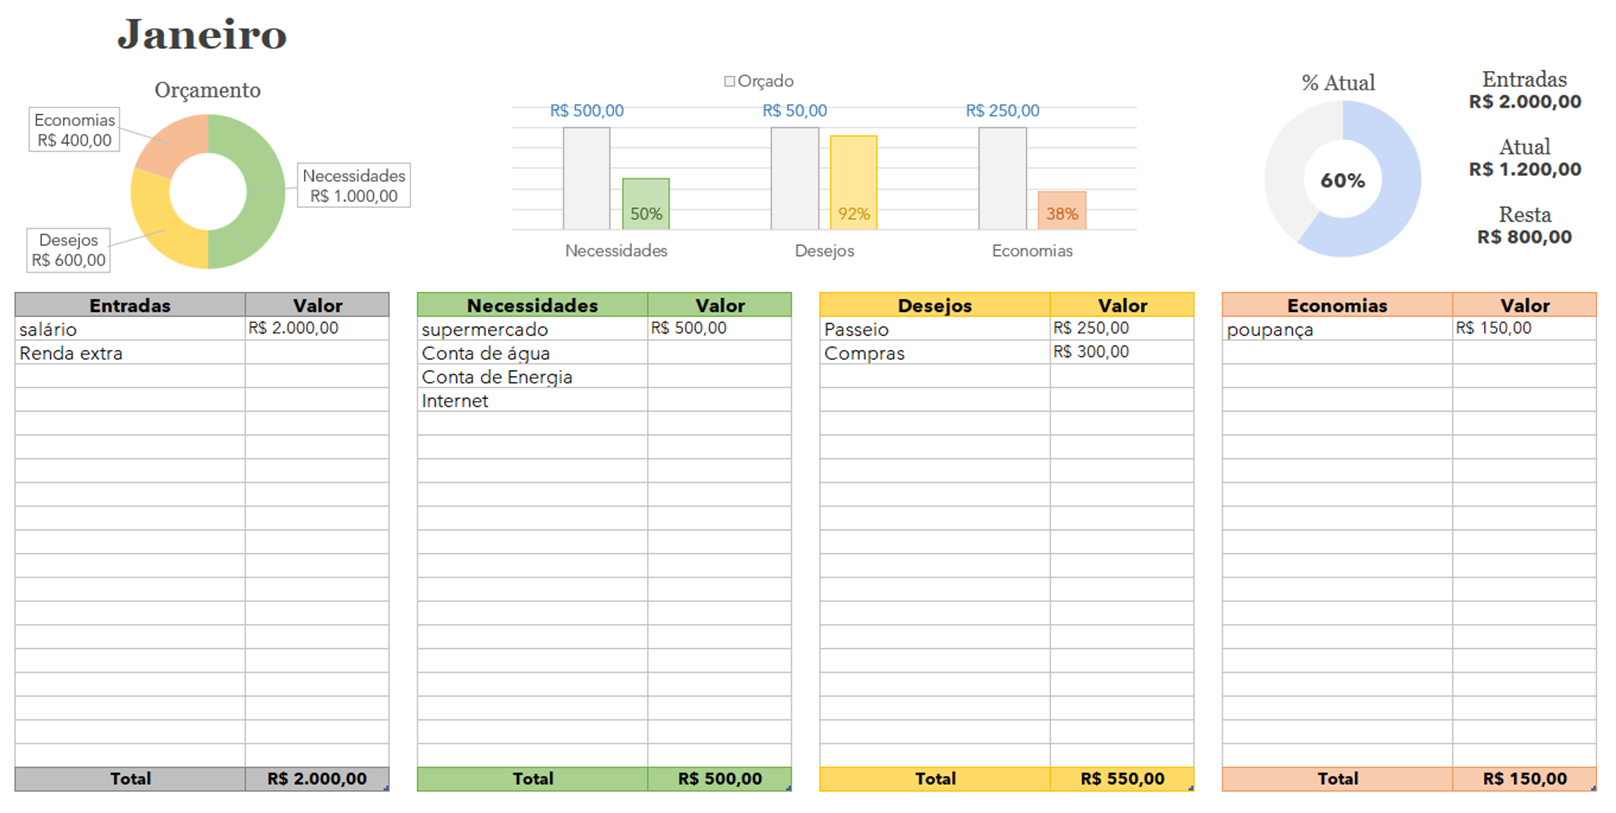 Janeiro
Orçamento
Economias
R$ 400,00
Necessidades
R$ 1.000,00
Desejos
R$ 600,00
Orçado
R$ 500,00 R$ 50,00 R$ 250,00
50% 92% 38%
Necessidades Desejos Economias
% Atual
60%
Entradas
R$ 2.000,00
Atual
R$ 1.200,00
Resta
R$ 800,00
Entradas Valor
salário R$ 2.000,00
Renda extra
Total R$ 2.000,00
Necessidades Valor
supermercado R$ 500,00
Conta de água
Conta de Energia
Internet
Total R$ 500,00
Desejos Valor
Passeio R$ 250,00
Compras R$ 300,00
Total R$ 550,00
Economias Valor
poupança R$ 150,00
Total R$ 150,00